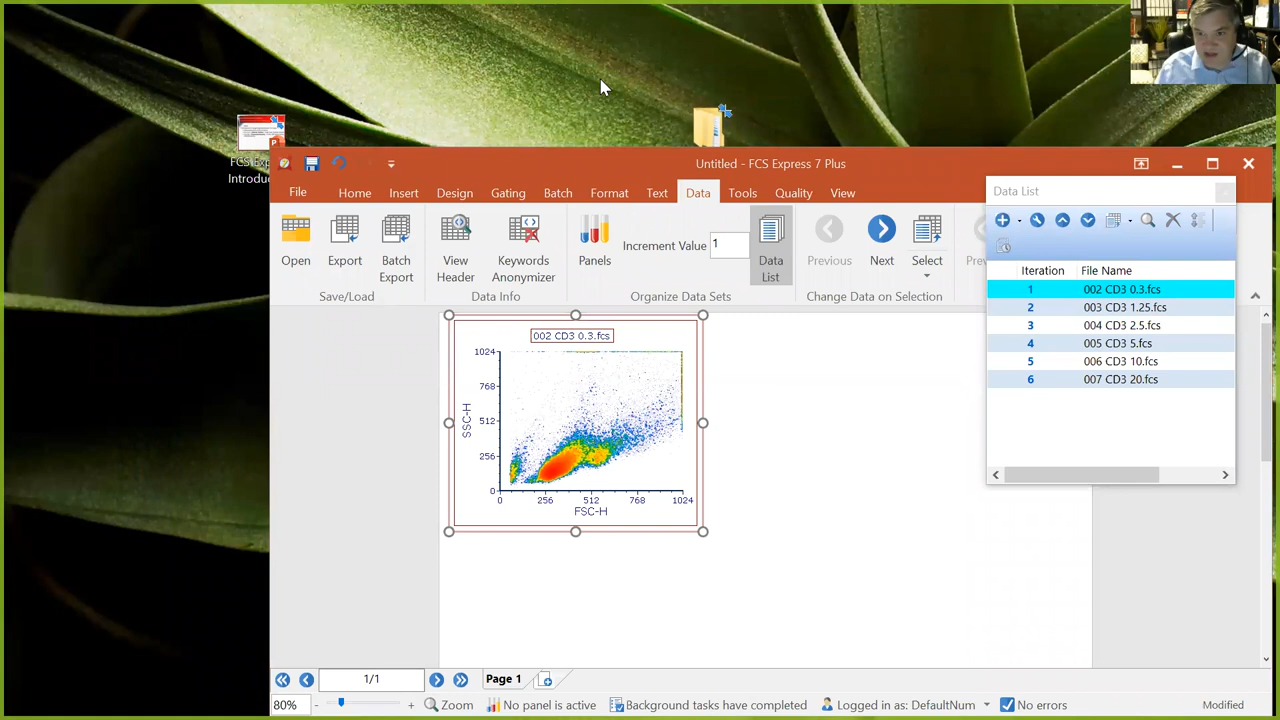 FCS Exp
Introduc
Untitled - FCS Express 7 Plus
File Home Insert Design Gating Batch Format Text Data Tools Quality View
Open Export Batch Export
Save/Load
View Header Keywords Anonymizer
Data Info
Panels Increment Value 1 Data List
Organize Data Sets
Previous Next Select
Change Data on Selection
Data List
Iteration File Name
1 002 CD3 0.3.fcs
2 003 CD3 1.25.fcs
3 004 CD3 2.5.fcs
4 005 CD3 5.fcs
5 006 CD3 10.fcs
6 007 CD3 20.fcs
002 CD3 0.3.fcs
1024
768
512
256
0
SSC-H
0 256 512 768 1024
FSC-H
1/1 Page 1
80% - + Zoom No panel is active Background tasks have completed Logged in as: DefaultNum No errors Modified